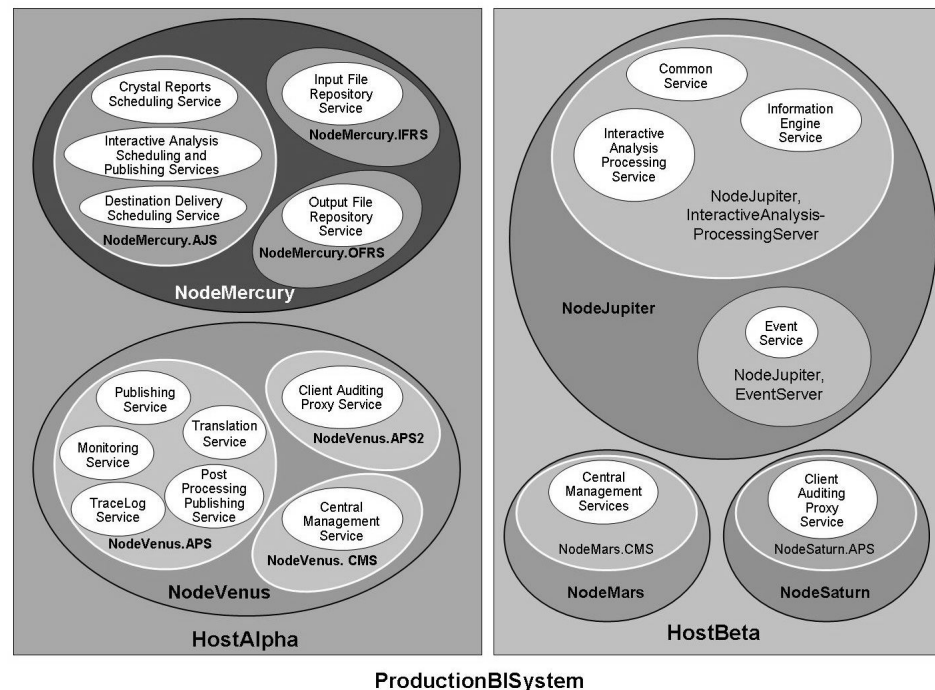 Crystal Reports
Scheduling Service
Interactive Analysis
Scheduling and
Publishing Services
Destination Delivery
Scheduling Service
NodeMercury.AJS
Input File
Repository
Service
NodeMercury.IFRS
Output File
Repository
Service
NodeMercury.OFRS
NodeMercury
Publishing
Service
Translation
Service
Monitoring
Service
Post
Processing
Publishing
Service
TraceLog
Service
NodeVenus.APS
Client Auditing
Proxy Service
NodeVenus.APS2
Central
Management
Service
NodeVenus. CMS
NodeVenus
HostAlpha
Common
Service
Information
Engine
Service
Interactive
Analysis
Processing
Service
NodeJupiter,
InteractiveAnalysis-
ProcessingServer
NodeJupiter
Event
Service
NodeJupiter,
EventServer
Central
Management
Services
NodeMars.CMS
NodeMars
Client
Auditing
Proxy
Service
NodeSaturn.APS
NodeSaturn
HostBeta
ProductionBISystem